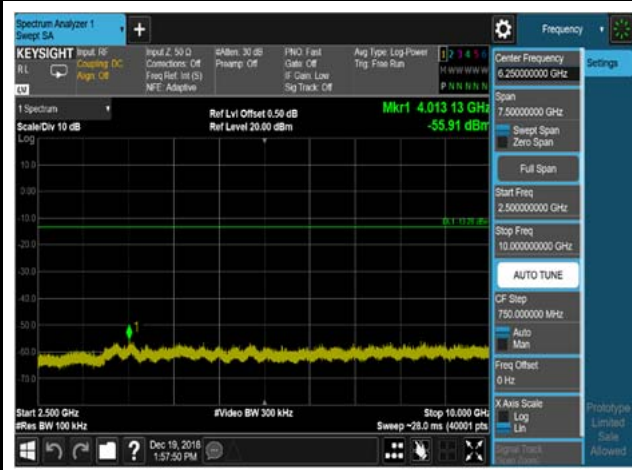 Spectrum Analyzer 1
Swept SA
+
Frequency
KEYSIGHT
RL
Input: RF
Coupling: DC
Align: Off
Input Z: 50 Ω
Corrections: Off
Freq Ref: Int (S)
NFE: Adaptive
#Atten: 30 dB
Preamp: Off
PNO: Fast
Gate: Off
IF Gain: Low
Sig Track: Off
Avg Type: Log-Power
Trig: Free Run
1 2 3 4 5 6
M W W W W W
P N N N N N
1 Spectrum
Scale/Div 10 dB
Log
Ref Lvl Offset 0.50 dB
Ref Level 20.00 dBm
Mkr1 4.013 13 GHz
-55.91 dBm
10.0
0.00
-10.0
-20.0
-30.0
-40.0
-50.0
-60.0
-70.0
1
Start 2.500 GHz
#Res BW 100 kHz
#Video BW 300 kHz
Stop 10.000 GHz
Sweep ~28.0 ms (40001 pts)
Dec 19, 2018
1:57:50 PM
?
Center Frequency
6.250000000 GHz
Span
7.50000000 GHz
Swept Span
Zero Span
Full Span
Start Freq
2.500000000 GHz
Stop Freq
10.000000000 GHz
AUTO TUNE
CF Step
750.000000 MHz
Auto
Man
Freq Offset
0 Hz
X Axis Scale
Log
Lin
Signal Track
Settings
Prototype
Limited
Sale
Allowed